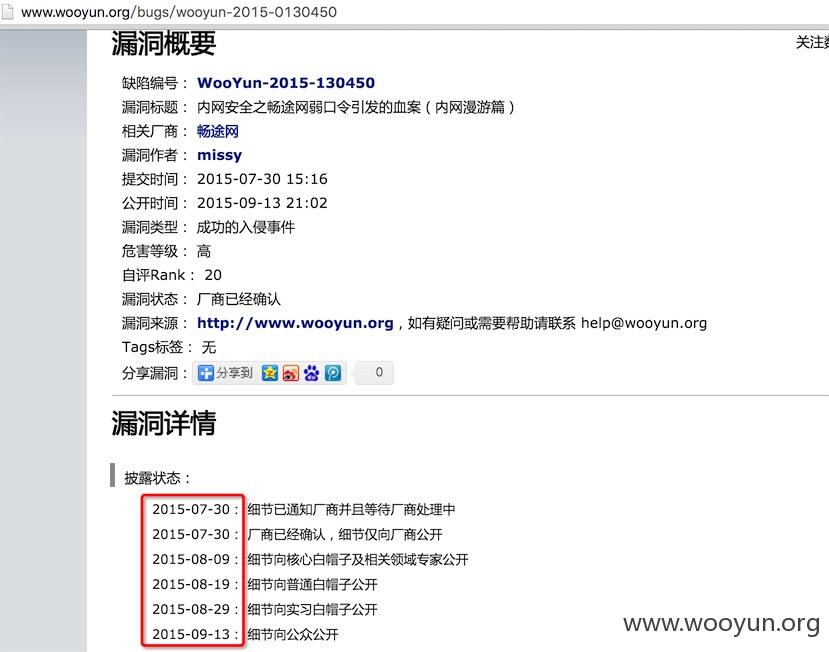 www.wooyun.org/bugs/wooyun-2015-0130450
漏洞概要
关注数
缺陷编号： WooYun-2015-130450
漏洞标题： 内网安全之畅途网弱口令引发的血案（内网漫游篇）
相关厂商： 畅途网
漏洞作者： missy
提交时间： 2015-07-30 15:16
公开时间： 2015-09-13 21:02
漏洞类型： 成功的入侵事件
危害等级： 高
自评Rank： 20
漏洞状态： 厂商已经确认
漏洞来源： http://www.wooyun.org，如有疑问或需要帮助请联系 help@wooyun.org
Tags标签： 无
分享漏洞： 分享到 0
漏洞详情
披露状态：
2015-07-30： 细节已通知厂商并且等待厂商处理中
2015-07-30： 厂商已经确认，细节仅向厂商公开
2015-08-09： 细节向核心白帽子及相关领域专家公开
2015-08-19： 细节向普通白帽子公开
2015-08-29： 细节向实习白帽子公开
2015-09-13： 细节向公众公开
www.wooyun.org